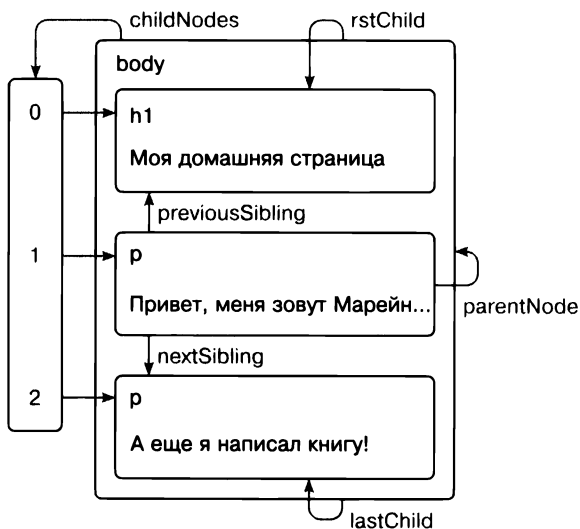 childNodes
rstChild
body
0
h1
Моя домашняя страница
previousSibling
1
p
Привет, меня зовут Марейн...
parentNode
nextSibling
2
p
А еще я написал книгу!
lastChild